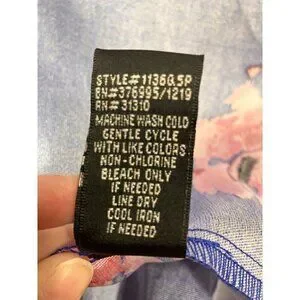 STYLE#1136G.5P
BN#376995/1219
RN#31310
MACHINE WASH COLD
GENTLE CYCLE
WITH LIKE COLORS
NON-CHLORINE
BLEACH ONLY
IF NEEDED
LINE DRY
COOL IRON
IF NEEDED